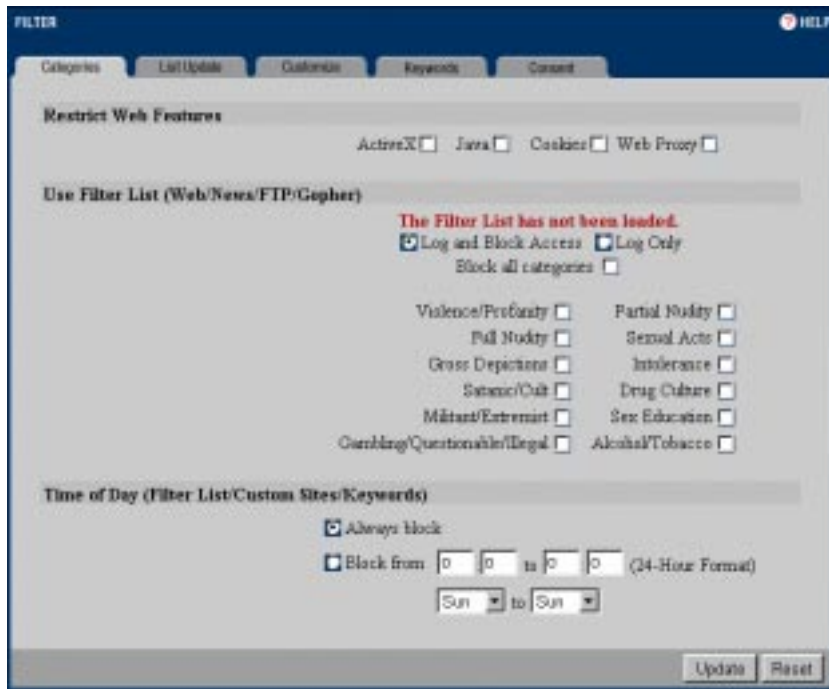 FILTER
HELP
Categories List Update Customize Keywords Consent
Restrict Web Features
ActiveX Java Cookies Web Proxy
Use Filter List (Web/News/FTP/Gopher)
The Filter List has not been loaded.
Log and Block Access Log Only
Block all categories
Violence/Profanity Partial Nudity
Full Nudity Sexual Acts
Gross Depictions Intolerance
Satanic/Cult Drug Culture
Militant/Extremist Sex Education
Gambling/Questionable/Illegal Alcohol/Tobacco
Time of Day (Filter List/Custom Sites/Keywords)
Always block
Block from 0 0 to 0 0 (24-Hour Format)
Sun to Sun
Update Reset